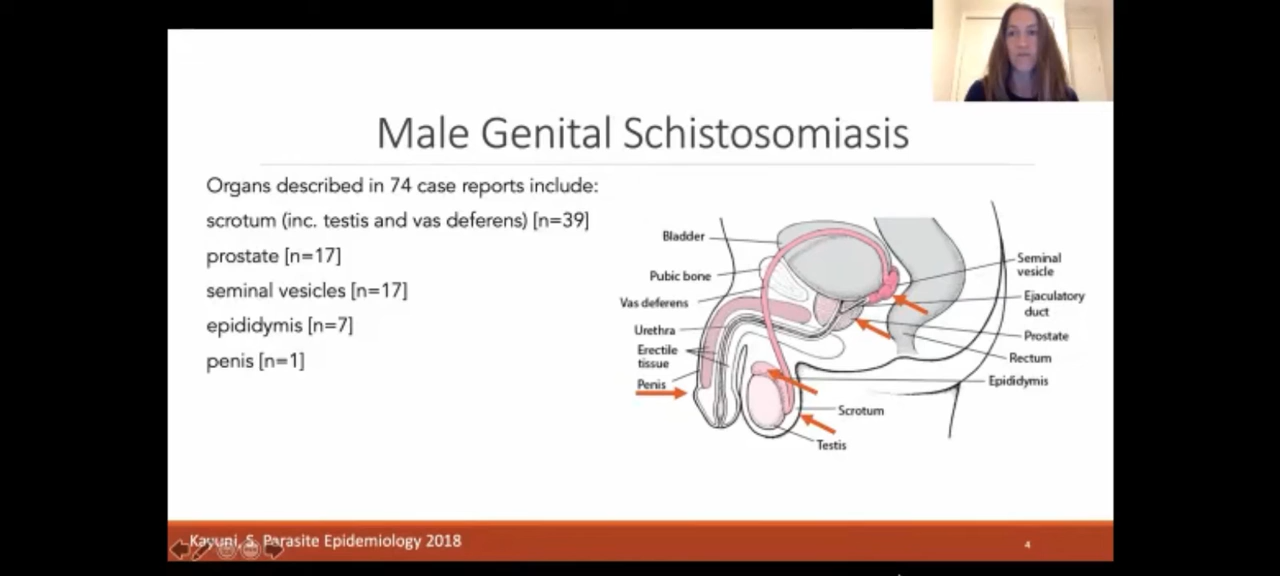 Male Genital Schistosomiasis
Organs described in 74 case reports include:
scrotum (inc. testis and vas deferens) [n=39]
prostate [n=17]
seminal vesicles [n=17]
epididymis [n=7]
penis [n=1]
Bladder
Pubic bone
Vas deferens
Urethra
Erectile
tissue
Penis
Seminal
vesicle
Ejaculatory
duct
Prostate
Rectum
Epididymis
Scrotum
Testis
Kayuni, S. Parasite Epidemiology 2018
4